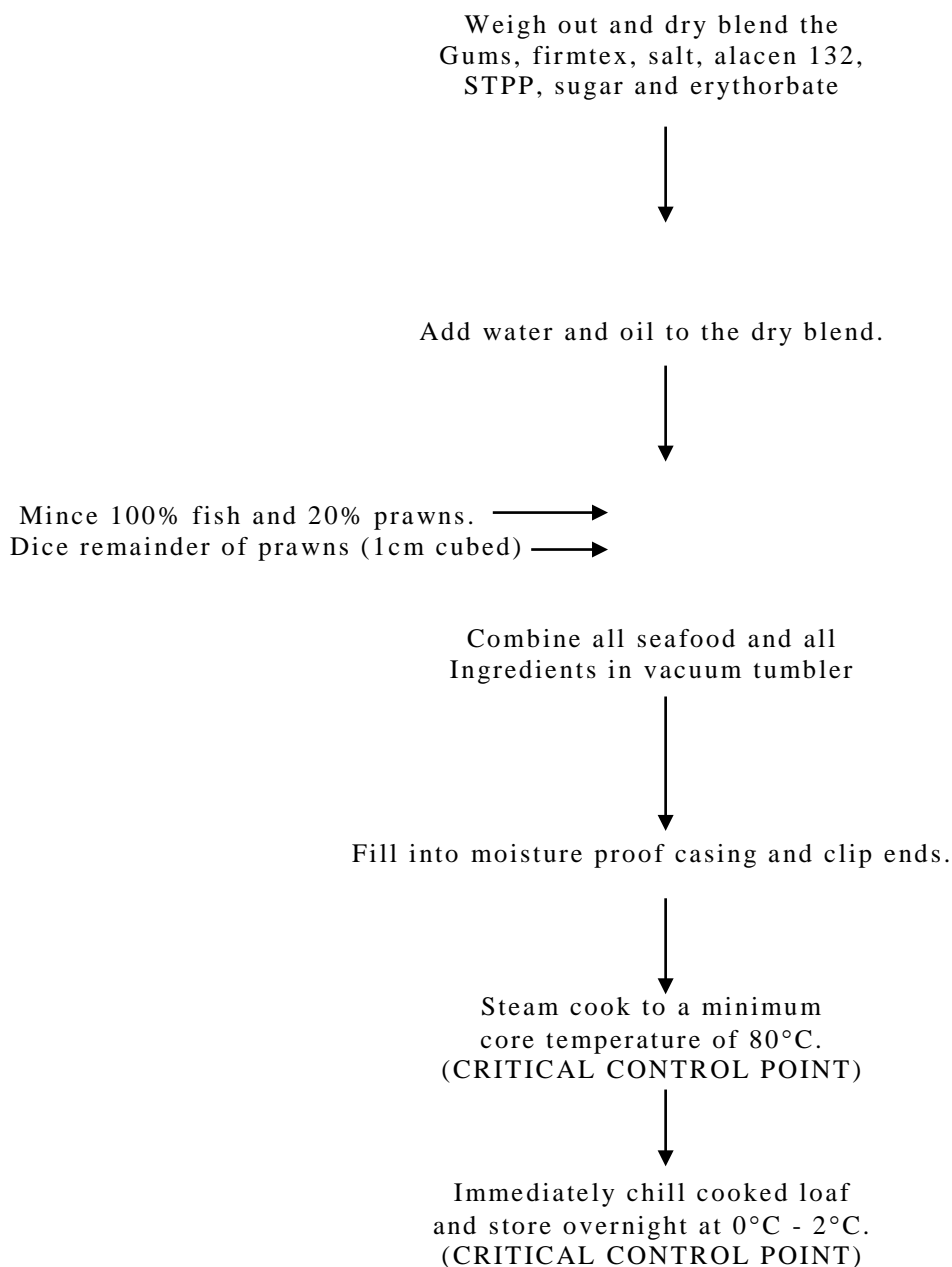 Weigh out and dry blend the
Gums, firmtex, salt, alacen 132,
STPP, sugar and erythorbate
Add water and oil to the dry blend.
Mince 100% fish and 20% prawns.
Dice remainder of prawns (1cm cubed)
Combine all seafood and all
Ingredients in vacuum tumbler
Fill into moisture proof casing and clip ends.
Steam cook to a minimum
core temperature of 80°C.
(CRITICAL CONTROL POINT)
Immediately chill cooked loaf
and store overnight at 0°C - 2°C.
(CRITICAL CONTROL POINT)